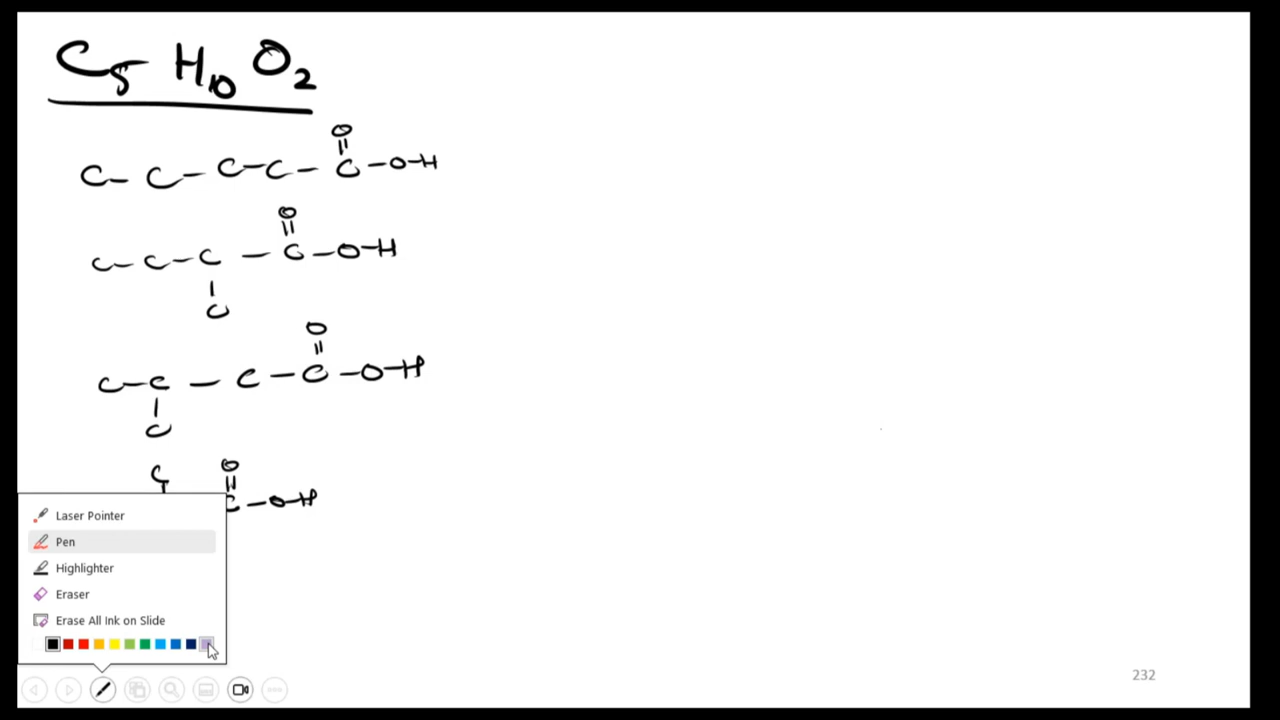 C5 H10 O2
O
C-C-C-C-C-O-H
O
C-C-C-C-O-H
C
O
C-C-C-C-O-H
C
C O
C-O-H
Laser Pointer
Pen
Highlighter
Eraser
Erase All Ink on Slide
232